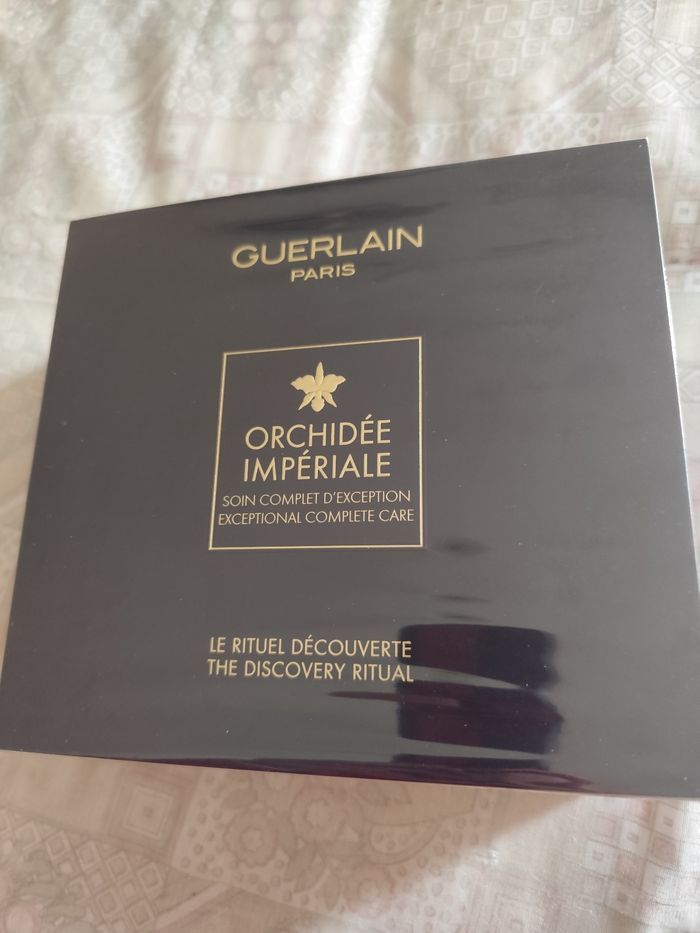 GUERLAIN
PARIS
ORCHIDÉE
IMPÉRIALE
SOIN COMPLET D'EXCEPTION
EXCEPTIONAL COMPLETE CARE
LE RITUEL DÉCOUVERTE
THE DISCOVERY RITUAL